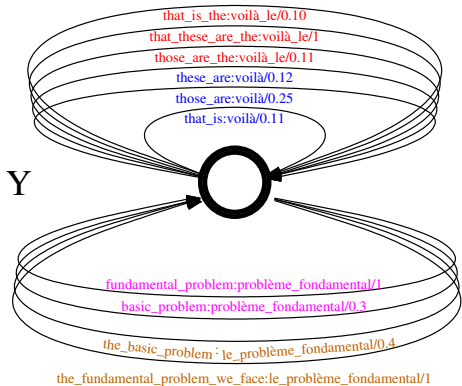 that_is_the:voilà_le/0.10
that_these_are_the:voilà_le/1
those_are_the:voilà_le/0.11
these_are:voilà/0.12
those_are:voilà/0.25
that_is:voilà/0.11
Y
fundamental_problem:problème_fondamental/1
basic_problem:problème_fondamental/0.3
the_basic_problem : le_problème_fondamental/0.4
the_fundamental_problem_we_face:le_problème_fondamental/1